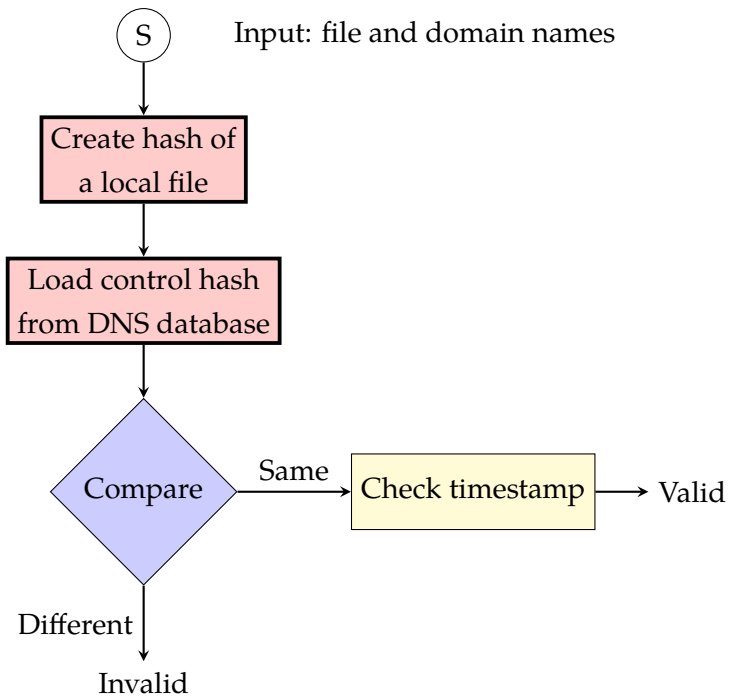 S
Input: file and domain names
Create hash of
a local file
Load control hash
from DNS database
Compare
Same
Check timestamp
Valid
Different
Invalid